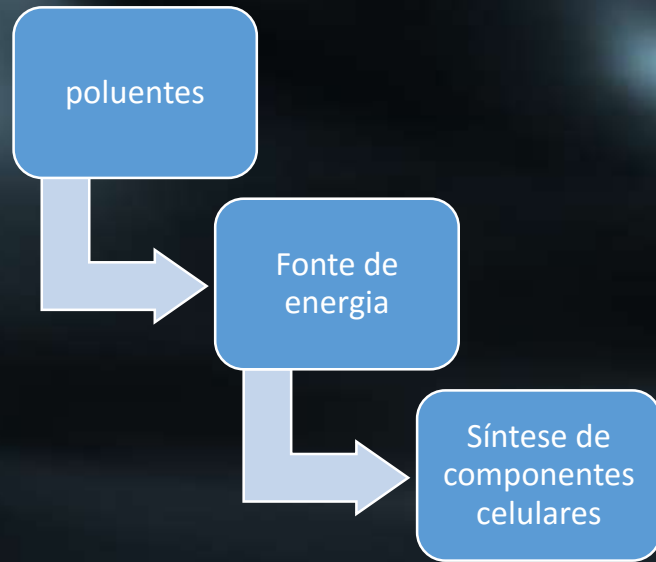 poluentes
Fonte de
energia
Síntese de
componentes
celulares